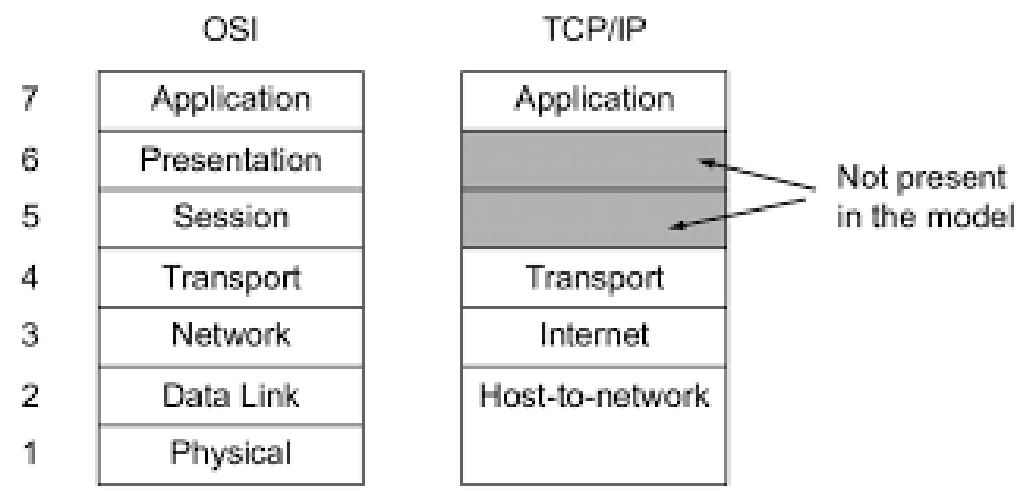 OSI TCP/IP
7 Application Application
6 Presentation
5 Session
Not present
in the model
4 Transport Transport
3 Network Internet
2 Data Link Host-to-network
1 Physical